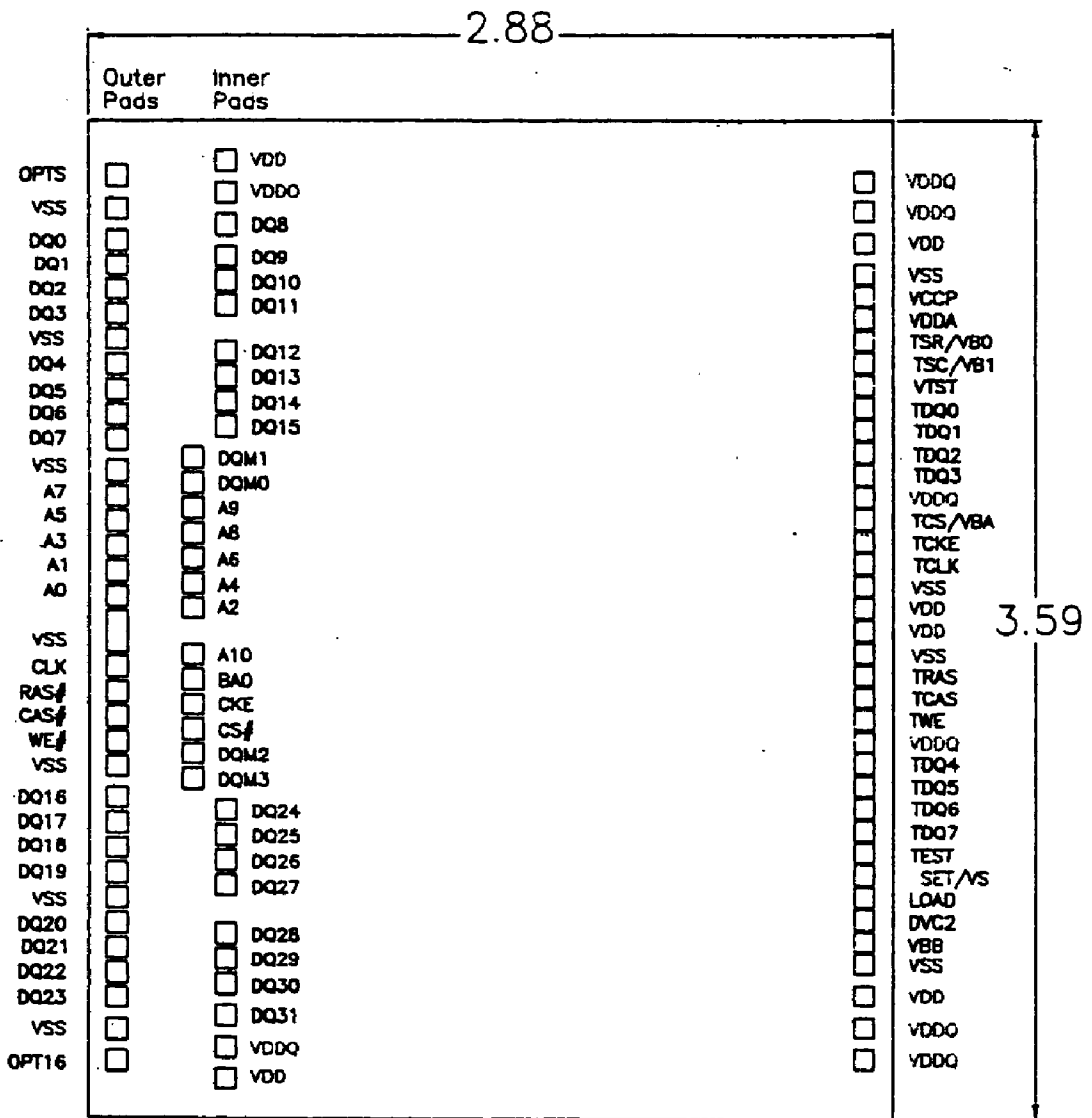 2.88
Outer Pads
Inner Pads
OPTS
VSS
DQ0
DQ1
DQ2
DQ3
VSS
DQ4
DQ5
DQ6
DQ7
VSS
A7
A5
A3
A1
A0
VSS
CLK
RAS#
CAS#
WE#
VSS
DQ16
DQ17
DQ18
DQ19
VSS
DQ20
DQ21
DQ22
DQ23
VSS
OPT16
VDD
VDDQ
DQ8
DQ9
DQ10
DQ11
DQ12
DQ13
DQ14
DQ15
DQM1
DQM0
A9
A8
A6
A4
A2
A10
BA0
CKE
CS#
DQM2
DQM3
DQ24
DQ25
DQ26
DQ27
DQ28
DQ29
DQ30
DQ31
VDDQ
VDD
VDDQ
VDDQ
VDD
VSS
VCCP
VDDA
TSR/VB0
TSC/VB1
VTST
TDQ0
TDQ1
TDQ2
TDQ3
VDDQ
TCS/VBA
TCKE
TCLK
VSS
VDD
VDD
VSS
TRAS
TCAS
TWE
VDDQ
TDQ4
TDQ5
TDQ6
TDQ7
TEST
SET/VS
LOAD
DVC2
VBB
VSS
VDD
VDDQ
VDDQ
3.59